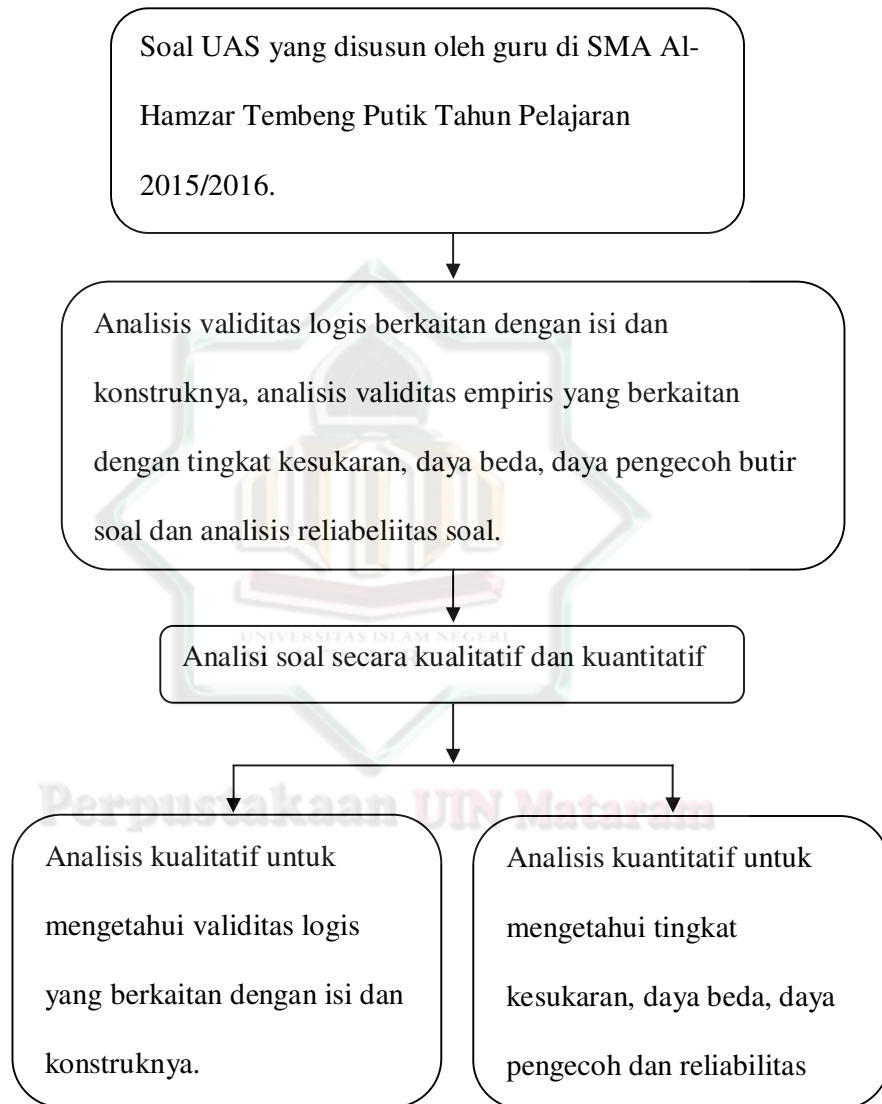 Soal UAS yang disusun oleh guru di SMA Al-
Hamzar Tembeng Putik Tahun Pelajaran
2015/2016.
Analisis validitas logis berkaitan dengan isi dan
konstruknya, analisis validitas empiris yang berkaitan
dengan tingkat kesukaran, daya beda, daya pengecoh butir
soal dan analisis reliabeliitas soal.
UNIVERSITAS ISLAM NEGERI
Analisi soal secara kualitatif dan kuantitatif
Perpustakaan UIN Mataram
Analisis kualitatif untuk
mengetahui validitas logis
yang berkaitan dengan isi dan
konstruknya.
Analisis kuantitatif untuk
mengetahui tingkat
kesukaran, daya beda, daya
pengecoh dan reliabilitas